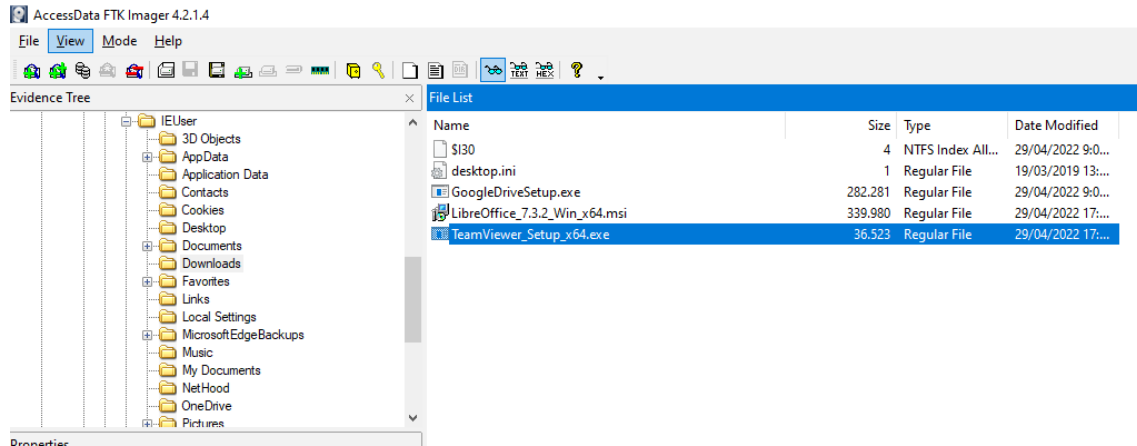 AccessData FTK Imager 4.2.1.4
File View Mode Help
TEXT HEX
Evidence Tree
IEUser
3D Objects
AppData
Application Data
Contacts
Cookies
Desktop
Documents
Downloads
Favorites
Links
Local Settings
MicrosoftEdgeBackups
Music
My Documents
NetHood
OneDrive
Pictures
Properties
File List
Name Size Type Date Modified
$I30 4 NTFS Index All... 29/04/2022 9:0...
desktop.ini 1 Regular File 19/03/2019 13:...
GoogleDriveSetup.exe 282.281 Regular File 29/04/2022 9:0...
LibreOffice_7.3.2_Win_x64.msi 339.980 Regular File 29/04/2022 17:...
TeamViewer_Setup_x64.exe 36.523 Regular File 29/04/2022 17:...